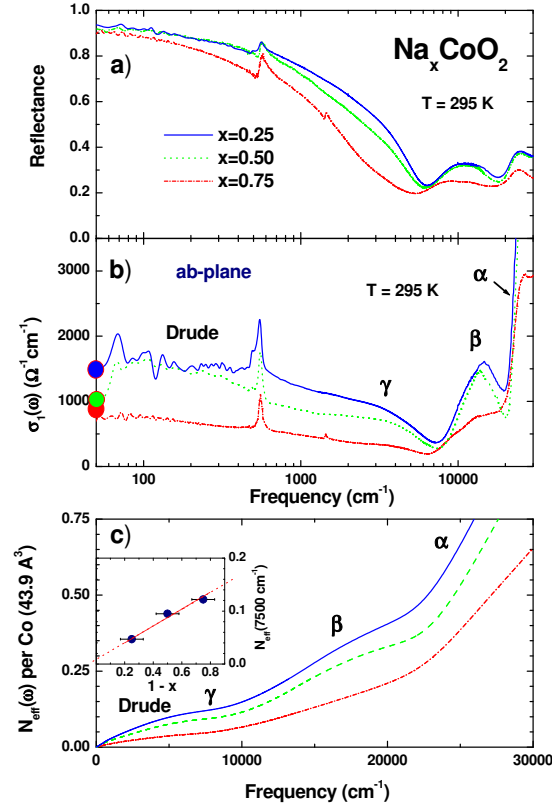 1.0
0.8
0.6
0.4
0.2
0.0
Reflectance
a)
NaxCoO2
T = 295 K
x=0.25
x=0.50
x=0.75
3000
2000
1000
0
σ1(ω) (Ω-1 cm-1)
b)
ab-plane
T = 295 K
α
Drude
β
γ
100 1000 10000
Frequency (cm-1)
0.75
0.50
0.25
0.00
Neff(ω) per Co (43.9 A3)
c)
0.2
0.1
0.0
Neff(7500 cm-1)
0.0 0.2 0.4 0.6 0.8
1 - x
α
β
Drude
γ
0 10000 20000 30000
Frequency (cm-1)